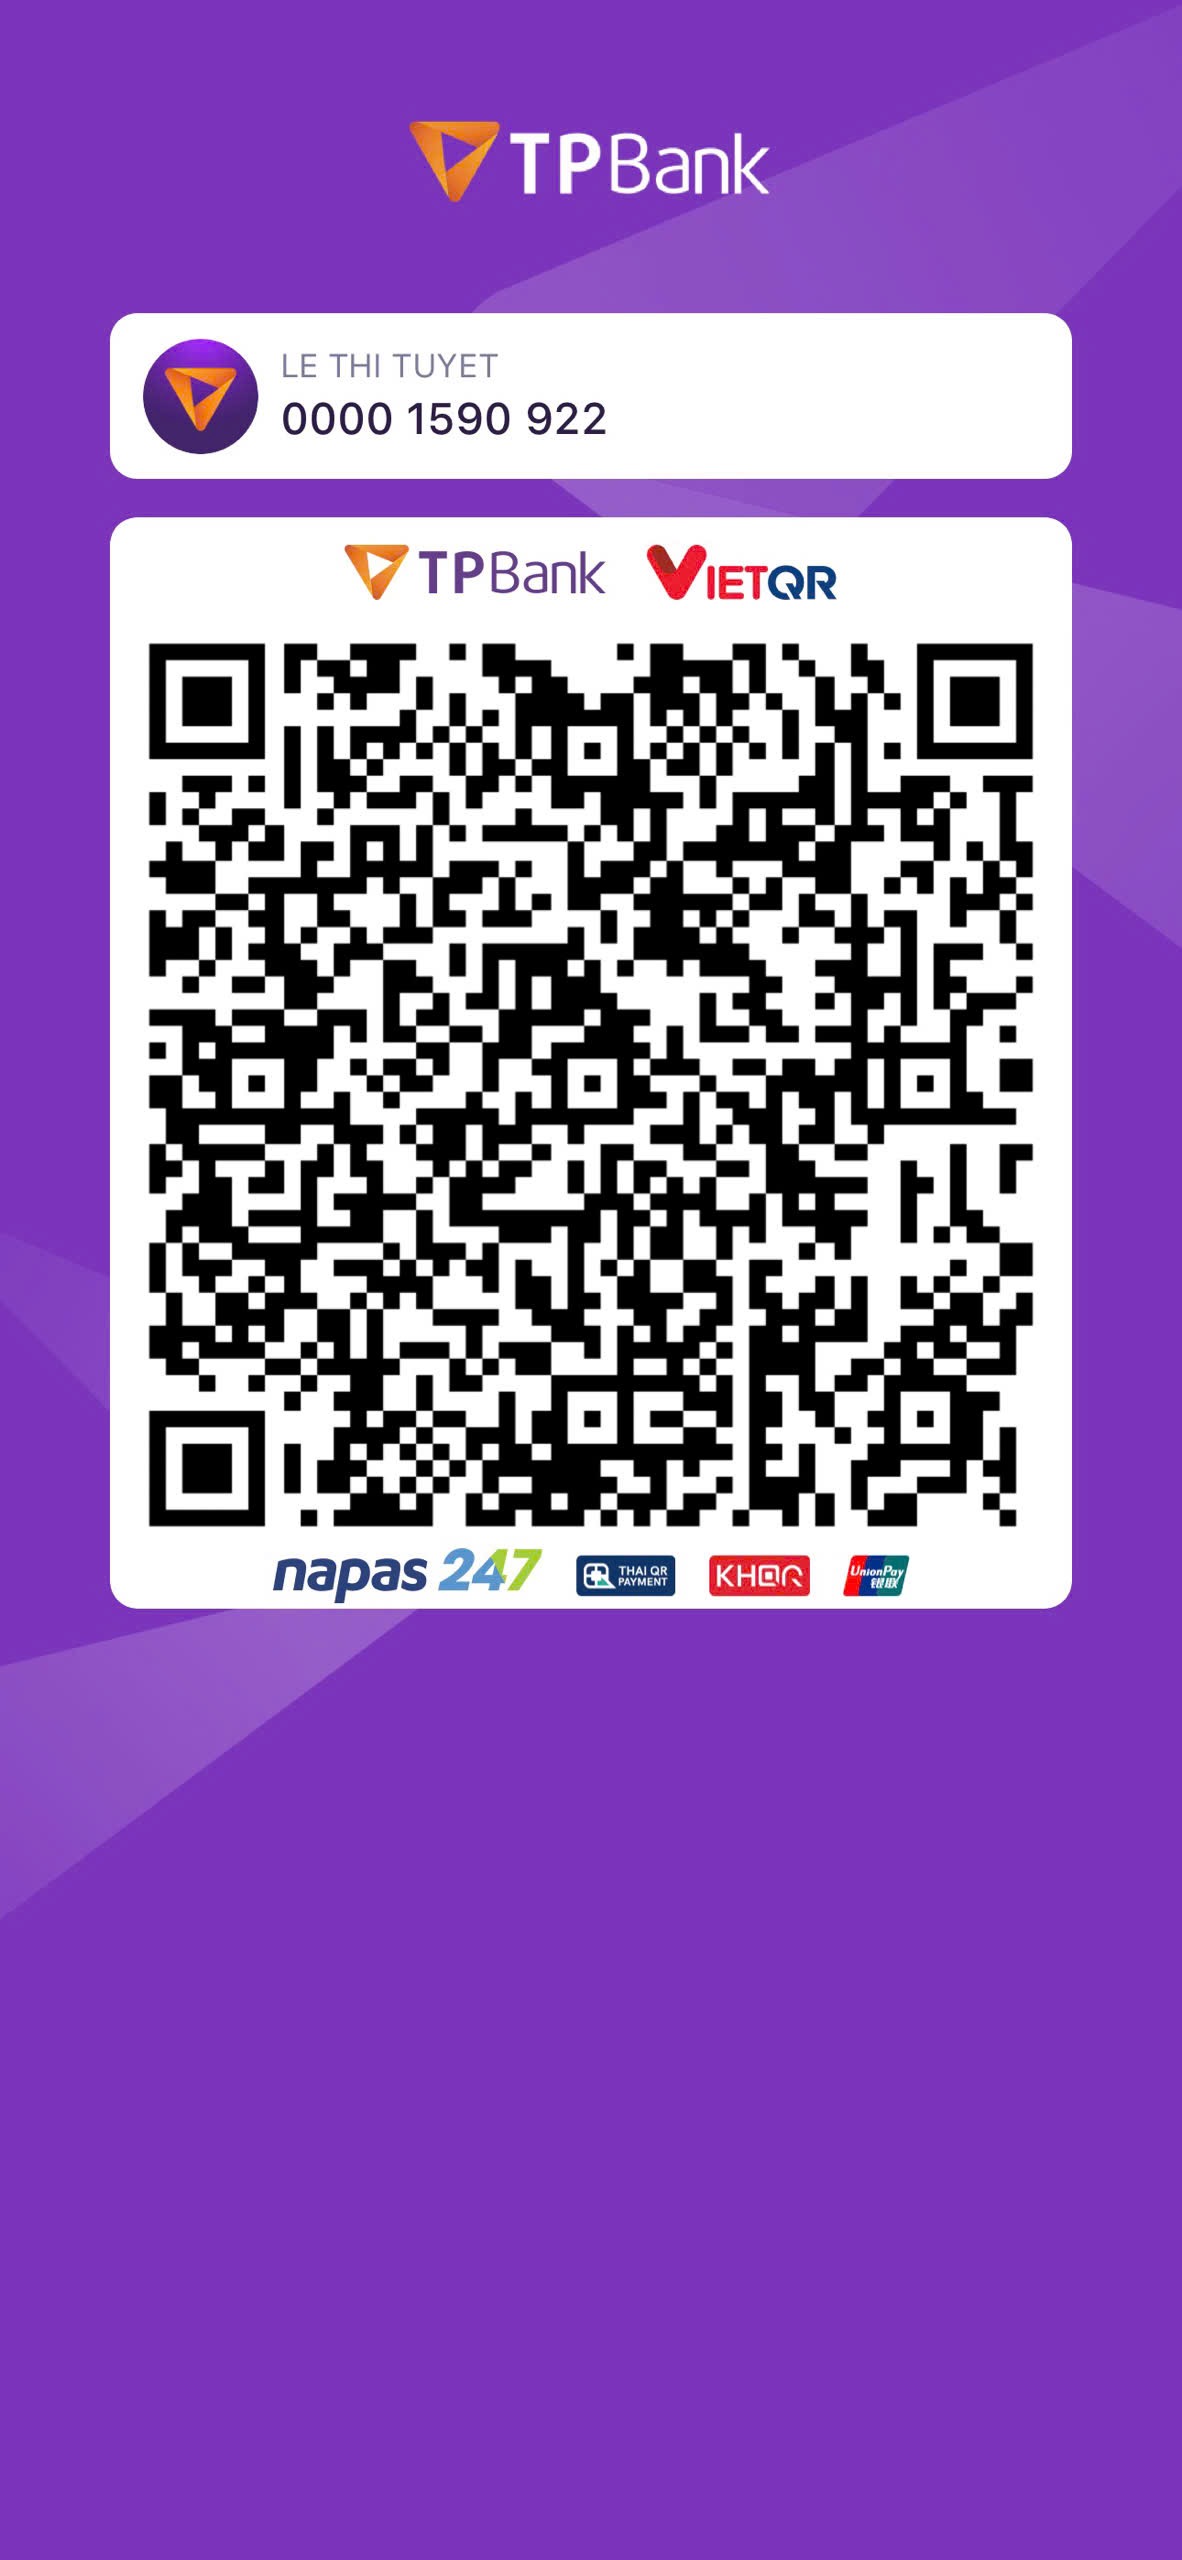 TPBank
LE THI TUYET
0000 1590 922
TPBank VIETQR
napas 247 THAI QR PAYMENT KHQR UnionPay 银联